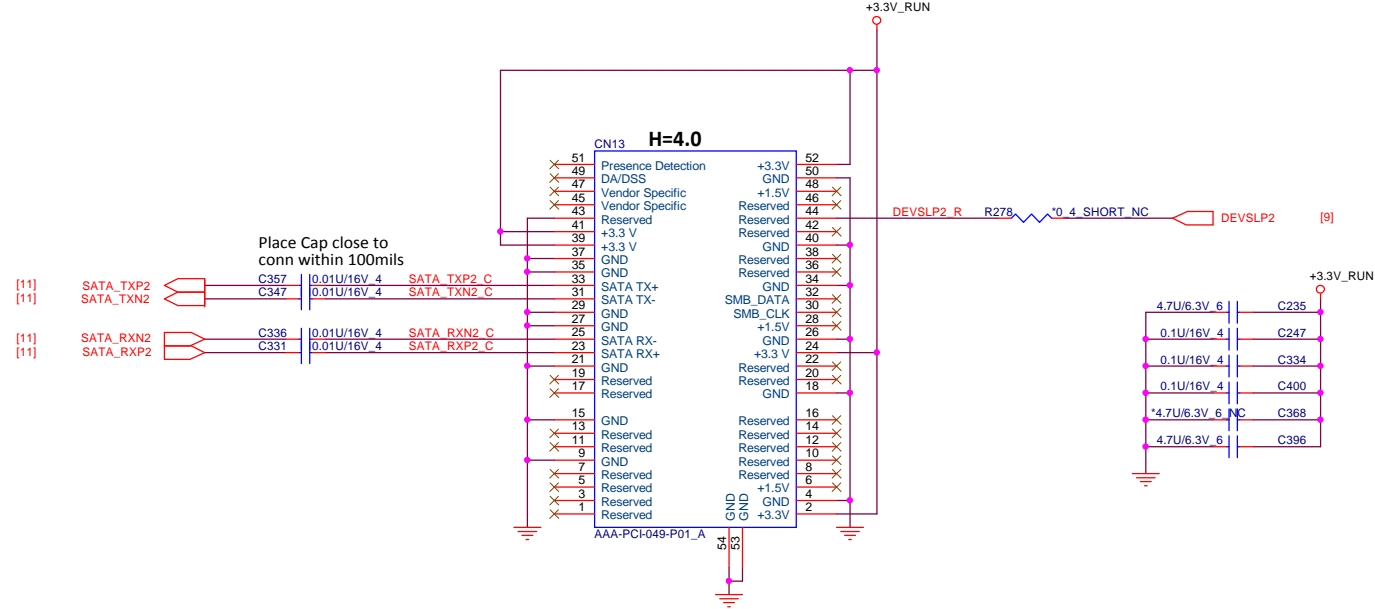 +3.3V_RUN
CN13 H=4.0
51 Presence Detection +3.3V 52
49 DA/DSS GND 50
47 Vendor Specific +1.5V 48
45 Vendor Specific Reserved 46
43 Reserved Reserved 44 DEVSLP2_R R278 *0_4_SHORT_NC DEVSLP2 [9]
41 +3.3 V Reserved 42
39 +3.3 V GND 40
Place Cap close to
conn within 100mils
37 GND Reserved 38
35 GND Reserved 36
[11] SATA_TXP2 C357 0.01U/16V_4 SATA_TXP2_C 33 SATA TX+ GND 34
[11] SATA_TXN2 C347 0.01U/16V_4 SATA_TXN2_C 31 SATA TX- SMB_DATA 32
29 GND SMB_CLK 30
27 GND +1.5V 28
[11] SATA_RXN2 C336 0.01U/16V_4 SATA_RXN2_C 25 SATA RX- GND 26
[11] SATA_RXP2 C331 0.01U/16V_4 SATA_RXP2_C 23 SATA RX+ +3.3 V 24
21 GND Reserved 22
19 Reserved Reserved 20
17 Reserved GND 18
15 GND Reserved 16
13 Reserved Reserved 14
11 Reserved Reserved 12
9 GND Reserved 10
7 Reserved Reserved 8
5 Reserved +1.5V 6
3 Reserved GND 4
1 Reserved +3.3V 2
GND GND
AAA-PCI-049-P01_A
54 53
+3.3V_RUN
4.7U/6.3V_6 C235
0.1U/16V_4 C247
0.1U/16V_4 C334
0.1U/16V_4 C400
*4.7U/6.3V_6_NC C368
4.7U/6.3V_6 C396